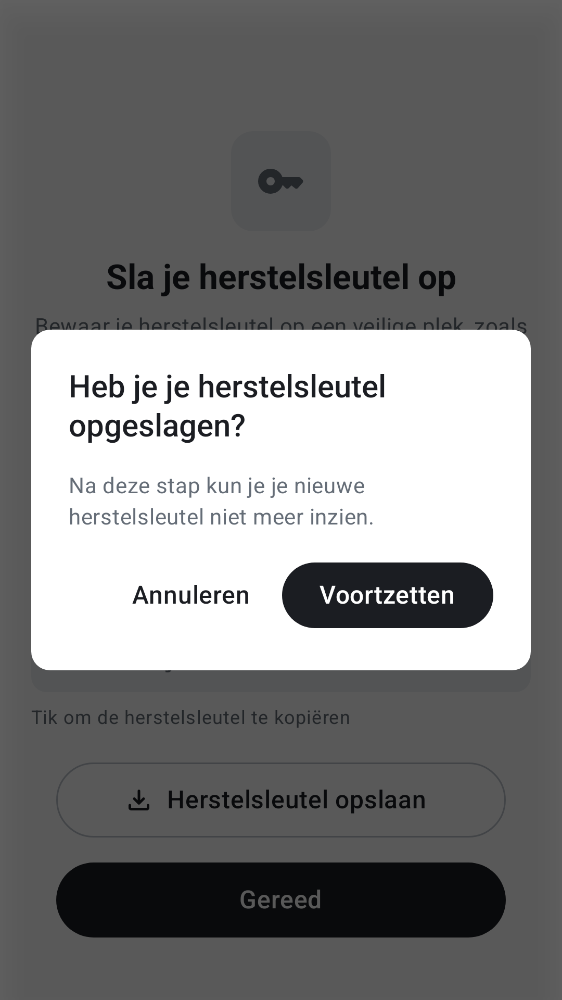 Sla je herstelsleutel op
Bewaar je herstelsleutel op een veilige plek, zoals
Heb je je herstelsleutel
opgeslagen?
Na deze stap kun je je nieuwe
herstelsleutel niet meer inzien.
Annuleren
Voortzetten
Tik om de herstelsleutel te kopiëren
Herstelsleutel opslaan
Gereed